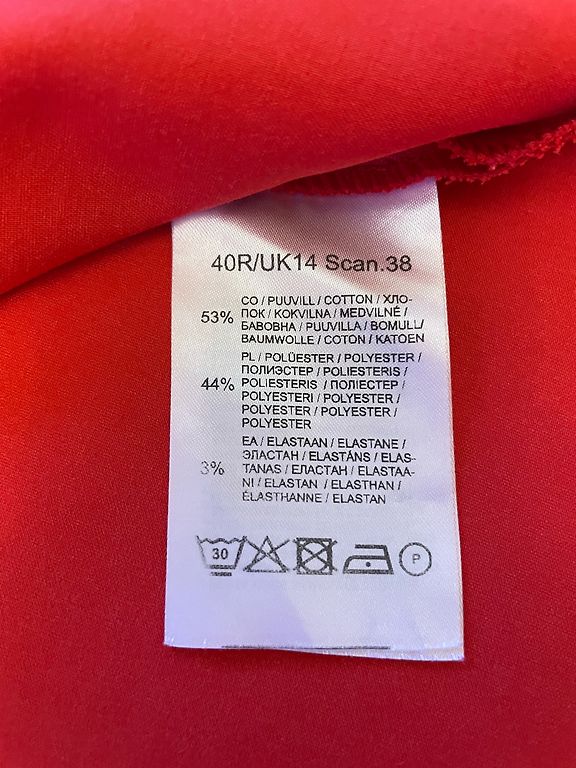 40R/UK14 Scan.38
53% CO / PUUVILL / COTTON / ХЛО-
ПОК / KOKVILNA / MEDVILNĖ /
БАВОВНА / PUUVILLA / BOMULL/
BAUMWOLLE / COTON / KATOEN
PL / POLÜESTER / POLYESTER /
ПОЛИЭСТЕР / POLIESTERIS /
44% POLIESTERIS / ПОЛІЕСТЕР /
POLYESTERI / POLYESTER /
POLYESTER / POLYESTER /
POLYESTER
EA / ELASTAAN / ELASTANE /
ЭЛАСТАН / ELASTĀNS / ELAS-
3% TANAS / ЕЛАСТАН / ELASTAA-
NI / ELASTAN / ELASTHAN /
ÉLASTHANNE / ELASTAN
30 P